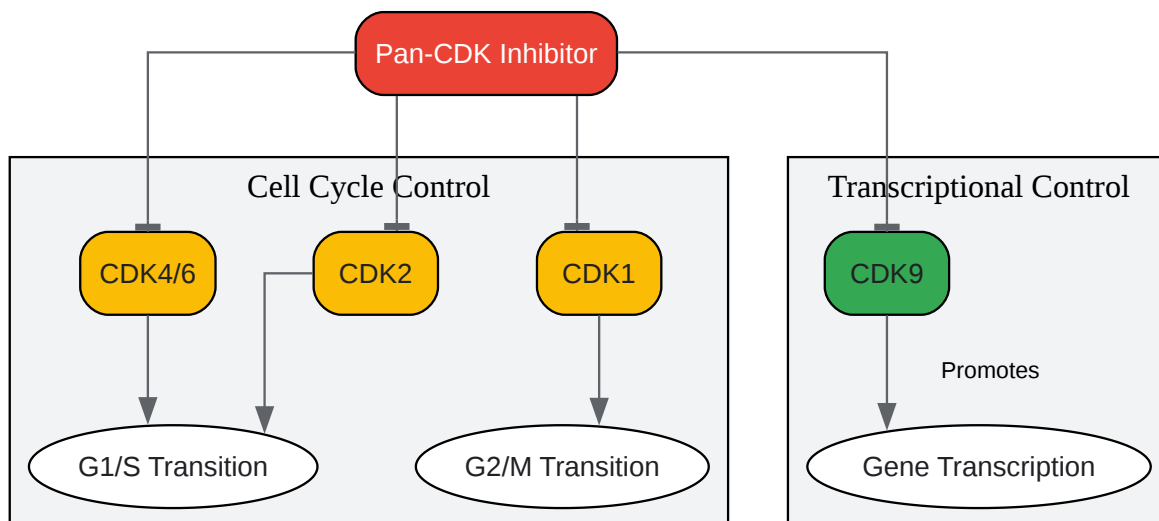 Pan-CDK Inhibitor
Cell Cycle Control
Transcriptional Control
CDK4/6
CDK2
CDK1
CDK9
Promotes
G1/S Transition
G2/M Transition
Gene Transcription